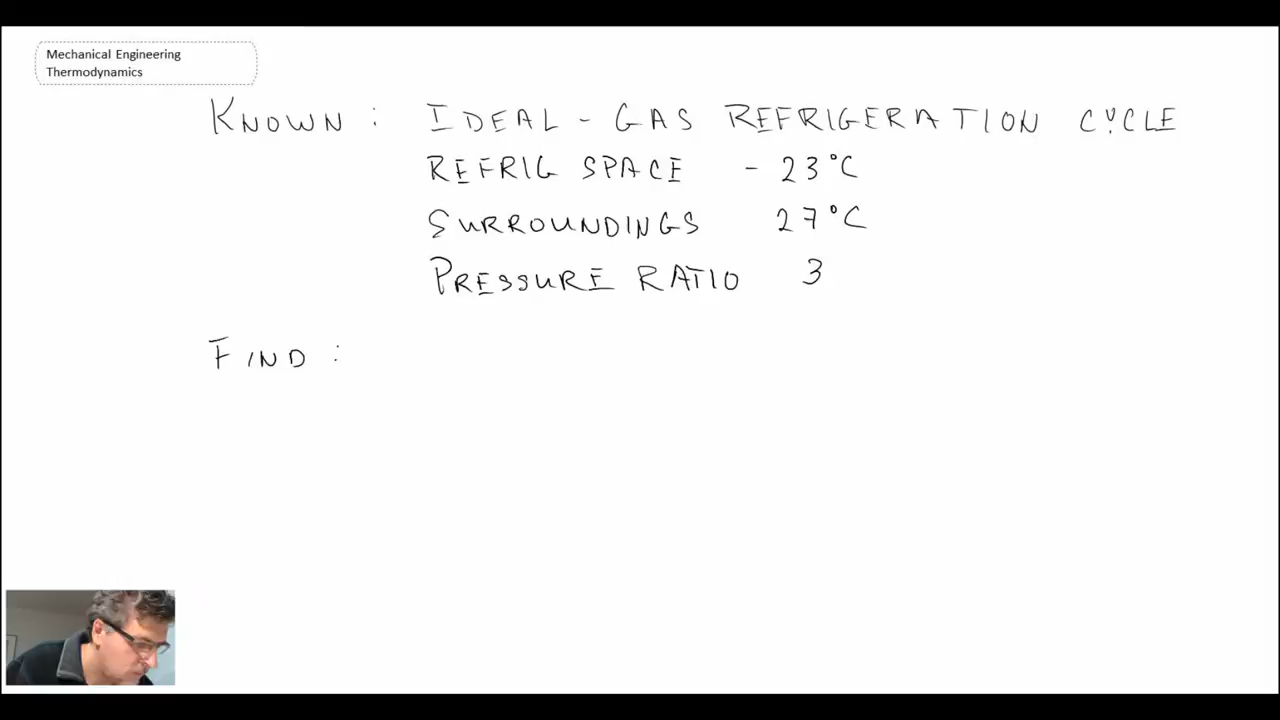 Mechanical Engineering
Thermodynamics
KNOWN : IDEAL - GAS REFRIGERATION CYCLE
REFRIG SPACE - 23°C
SURROUNDINGS 27°C
PRESSURE RATIO 3
FIND :